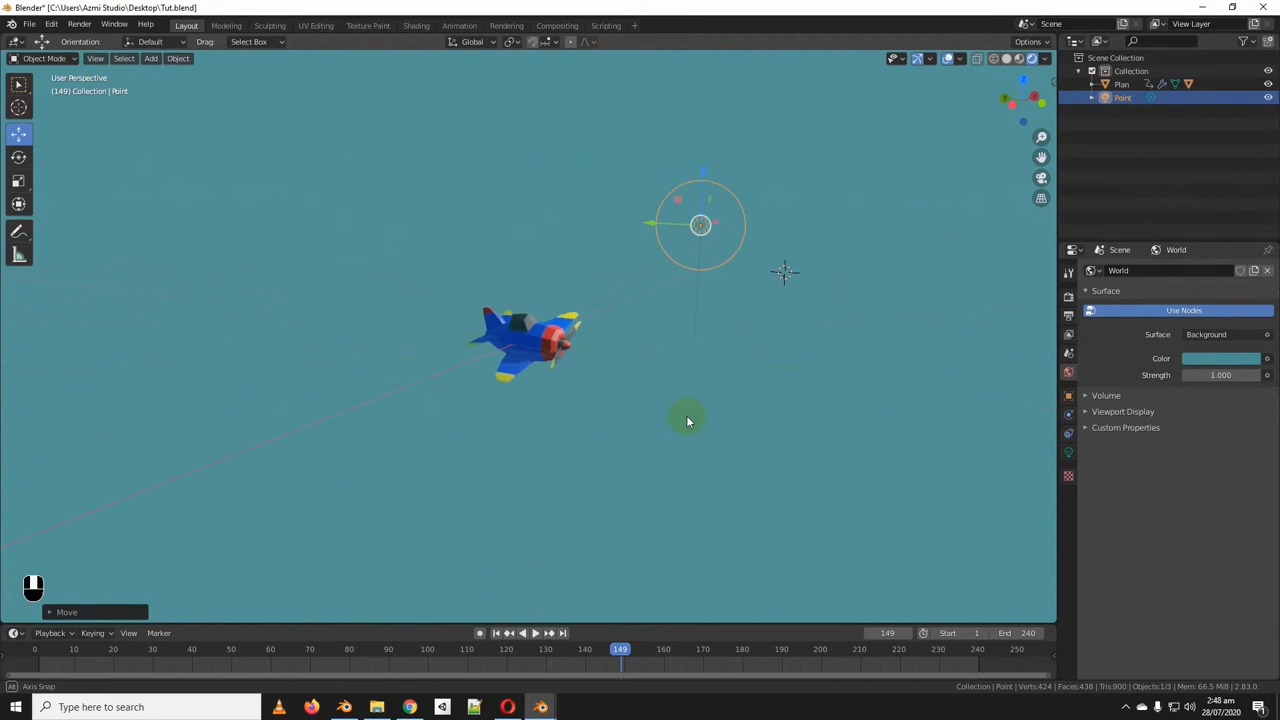 Blender* [C:\Users\Azmi Studio\Desktop\Tut.blend]
File Edit Render Window Help Layout Modeling Sculpting UV Editing Texture Paint Shading Animation Rendering Compositing Scripting Scene View Layer
Orientation: Default Drag: Select Box Global Options
Object Mode View Select Add Object
User Perspective
(149) Collection | Point
Scene Collection
Collection
Plan
Point
Scene World
World
Surface
Use Nodes
Surface Background
Color
Strength 1.000
Volume
Viewport Display
Custom Properties
Z
Move
Playback Keying View Marker 149 Start 1 End 240
0 10 20 30 40 50 60 70 80 90 100 110 120 130 140 149 160 170 180 190 200 210 220 230 240 250
Alt Axis Snap Collection | Point | Verts:424 | Faces:438 | Tris:900 | Objects:1/3 | Mem: 66.5 MiB | 2.83.0
Type here to search
2:48 am
28/07/2020